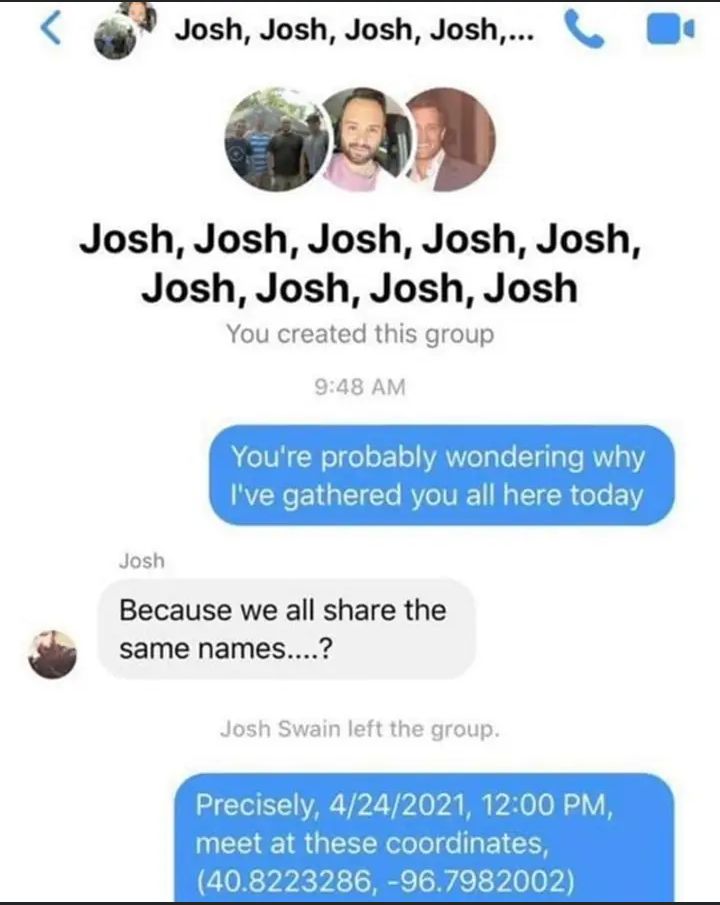 Josh, Josh, Josh, Josh,...
Josh, Josh, Josh, Josh, Josh,
Josh, Josh, Josh, Josh
You created this group
9:48 AM
You're probably wondering why
I've gathered you all here today
Josh
Because we all share the
same names....?
Josh Swain left the group.
Precisely, 4/24/2021, 12:00 PM,
meet at these coordinates,
(40.8223286, -96.7982002)